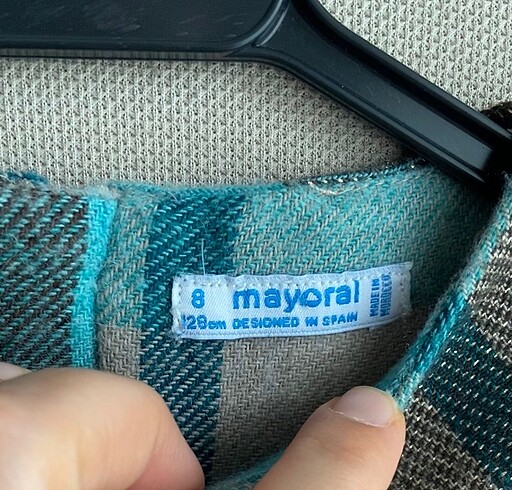 8 mayoral
128cm DESIGNED IN SPAIN
MADE IN
MOROCCO